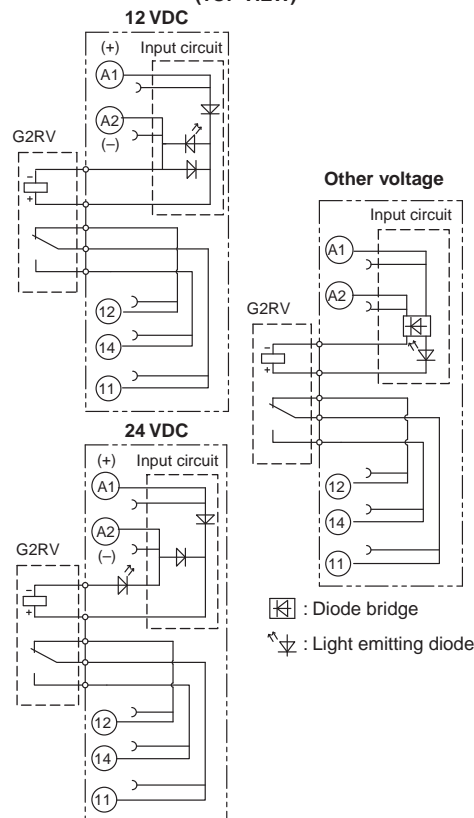 12 VDC
(+)
Input circuit
A1
A2
(–)
G2RV
–
+
12
14
11
Other voltage
Input circuit
A1
A2
G2RV
–
+
12
14
11
24 VDC
(+)
Input circuit
A1
A2
(–)
G2RV
–
+
12
14
11
: Diode bridge
: Light emitting diode